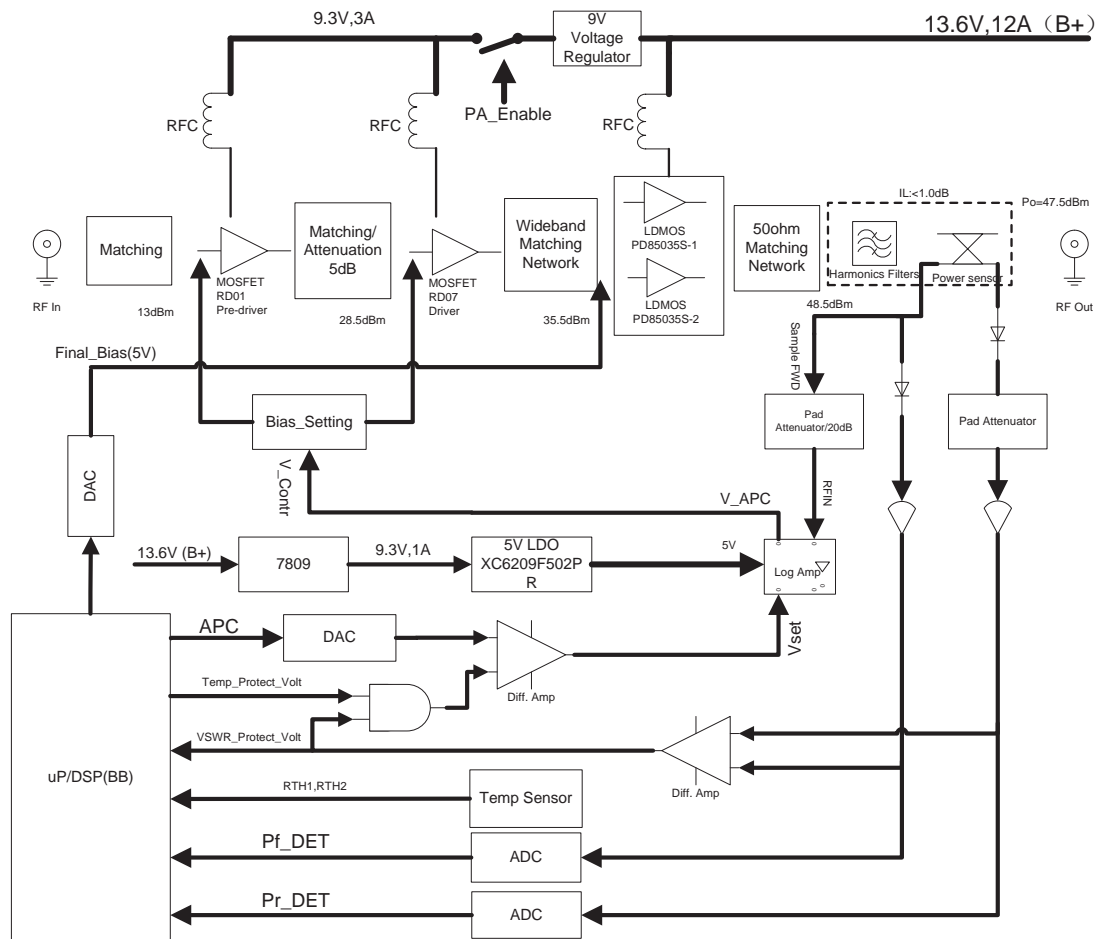 9.3V,3A
9V
Voltage
Regulator
13.6V,12A（B+）
PA_Enable
RFC
RFC
RFC
IL:<1.0dB
Po=47.5dBm
Matching
Matching/
Attenuation
5dB
Wideband
Matching
Network
LDMOS
PD85035S-1
LDMOS
PD85035S-2
50ohm
Matching
Network
Harmonics Filters
Power sensor
RF In
MOSFET
RD01
Pre-driver
MOSFET
RD07
Driver
RF Out
13dBm
28.5dBm
35.5dBm
48.5dBm
Final_Bias(5V)
Sample FWD
Bias_Setting
Pad
Attenuator/20dB
Pad Attenuator
DAC
V_Contr
V_APC
RFIN
13.6V (B+)
7809
9.3V,1A
5V LDO
XC6209F502P
R
5V
Log Amp
APC
DAC
Vset
Temp_Protect_Volt
Diff. Amp
VSWR_Protect_Volt
Diff. Amp
uP/DSP(BB)
RTH1,RTH2
Temp Sensor
Pf_DET
ADC
Pr_DET
ADC